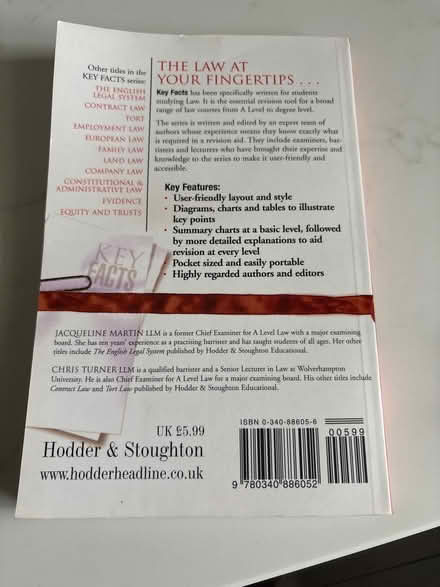 Other titles in the
KEY FACTS series:
THE ENGLISH
LEGAL SYSTEM
CONTRACT LAW
TORT
EMPLOYMENT LAW
EUROPEAN LAW
FAMILY LAW
LAND LAW
COMPANY LAW
CONSTITUTIONAL &
ADMINISTRATIVE LAW
EVIDENCE
EQUITY AND TRUSTS
THE LAW AT
YOUR FINGERTIPS . . .
Key Facts has been specifically written for students
studying Law. It is the essential revision tool for a broad
range of law courses from A Level to degree level.
The series is written and edited by an expert team of
authors whose experience means they know exactly what
is required in a revision aid. They include examiners, bar-
risters and lecturers who have brought their expertise and
knowledge to the series to make it user-friendly and
accessible.
Key Features:
· User-friendly layout and style
· Diagrams, charts and tables to illustrate
key points
· Summary charts at a basic level, followed
by more detailed explanations to aid
revision at every level
· Pocket sized and easily portable
· Highly regarded authors and editors
KEY
FACTS
JACQUELINE MARTIN LLM is a former Chief Examiner for A Level Law with a major examining
board. She has ten years' experience as a practising barrister and has taught students of all ages. Her other
titles include The English Legal System published by Hodder & Stoughton Educational.
CHRIS TURNER LLM is a qualified barrister and a Senior Lecturer in Law at Wolverhampton
University. He is also Chief Examiner for A Level Law for a major examining board. His other titles include
Contract Law and Tort Law published by Hodder & Stoughton Educational.
UK £5.99
Hodder & Stoughton
www.hodderheadline.co.uk
ISBN 0-340-88605-6
00599
9 780340 886052